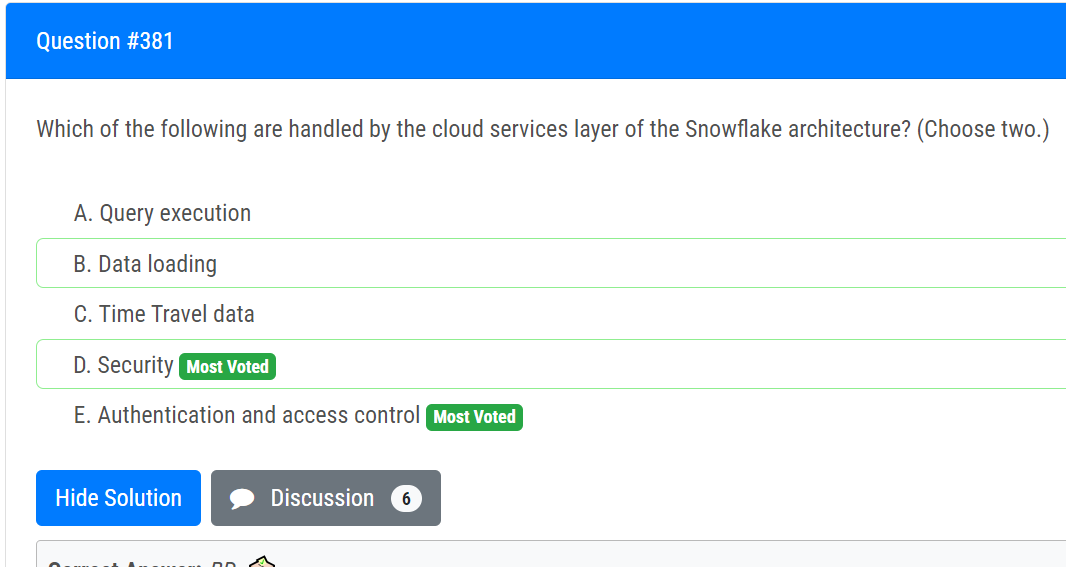 Question #381
Which of the following are handled by the cloud services layer of the Snowflake architecture? (Choose two.)
A. Query execution
B. Data loading
C. Time Travel data
D. Security Most Voted
E. Authentication and access control Most Voted
Hide Solution Discussion 6
Correct Answer: